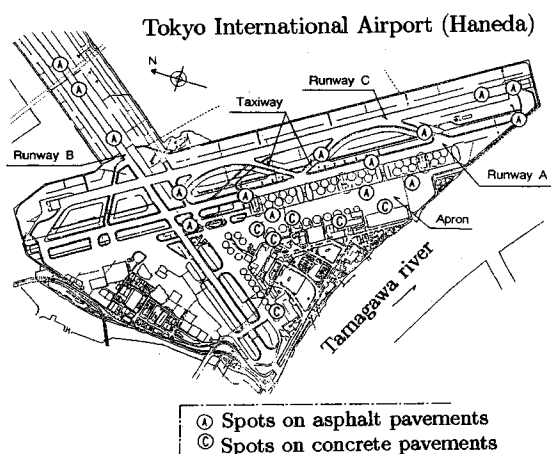 Tokyo International Airport (Haneda)
A
N
Runway C
A
A
A
Taxiway
A
A
A
Runway B
A
A
A
Runway A
A
A
A
A
A
C
C
Apron
C
C
C
Tamagawa river
A Spots on asphalt pavements
C Spots on concrete pavements